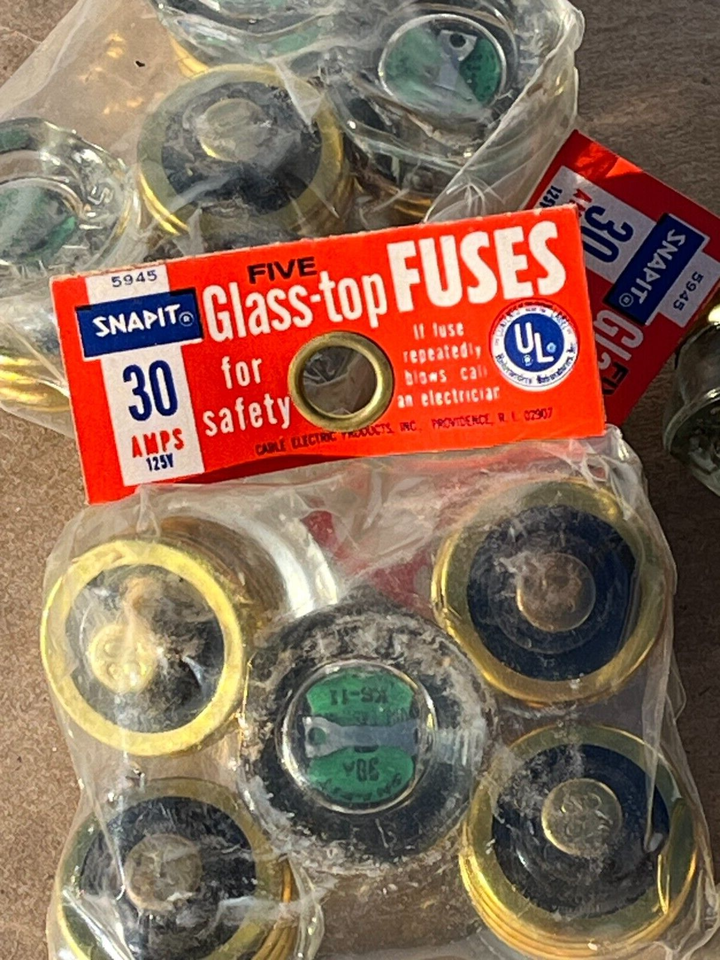 5945
SNAPIT®
30
AMPS
125V
FIVE
Glass-top FUSES
for
safety
If fuse
repeatedly
blows call
an electrician
UL
®
CABLE ELECTRIC PRODUCTS, INC., PROVIDENCE, R. I. 02907
5945
SNAPIT®
30
125V
KS-11
30A